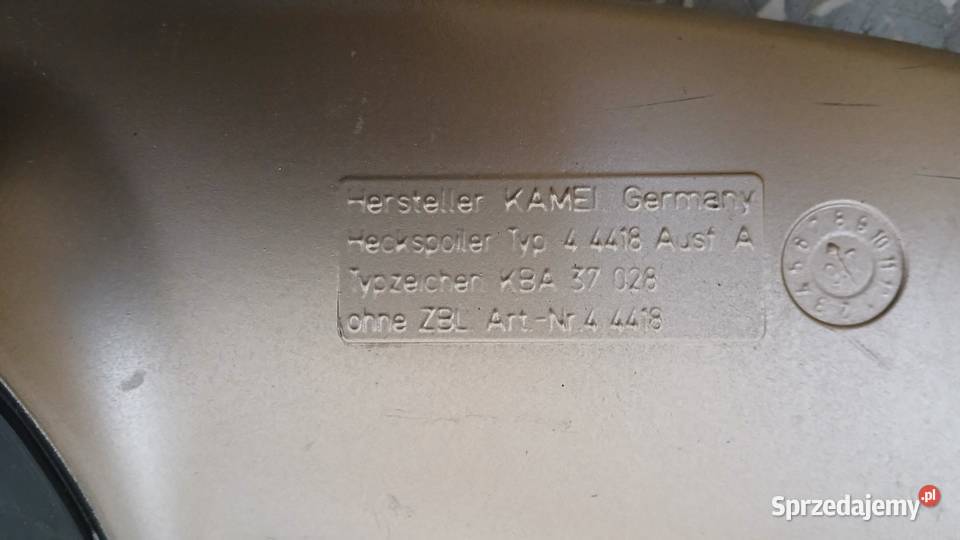 Hersteller KAMEI Germany
Heckspoiler Typ 4 4418 Ausf A
Typzeichen KBA 37 028
ohne ZBL Art.-Nr.4 4418
Sprzedajemy.pl